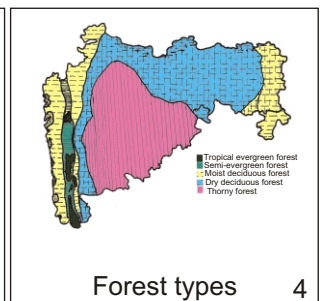 Tropical evergreen forest
Semi-evergreen forest
Moist deciduous forest
Dry deciduous forest
Thorny forest
Forest types 4